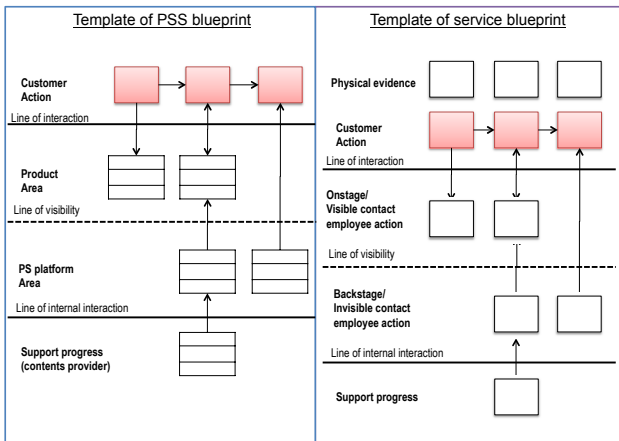 Template of PSS blueprint
Customer
Action
Line of interaction
Product
Area
Line of visibility
PS platform
Area
Line of internal interaction
Support progress
(contents provider)
Template of service blueprint
Physical evidence
Customer
Action
Line of interaction
Onstage/
Visible contact
employee action
Line of visibility
Backstage/
Invisible contact
employee action
Line of internal interaction
Support progress